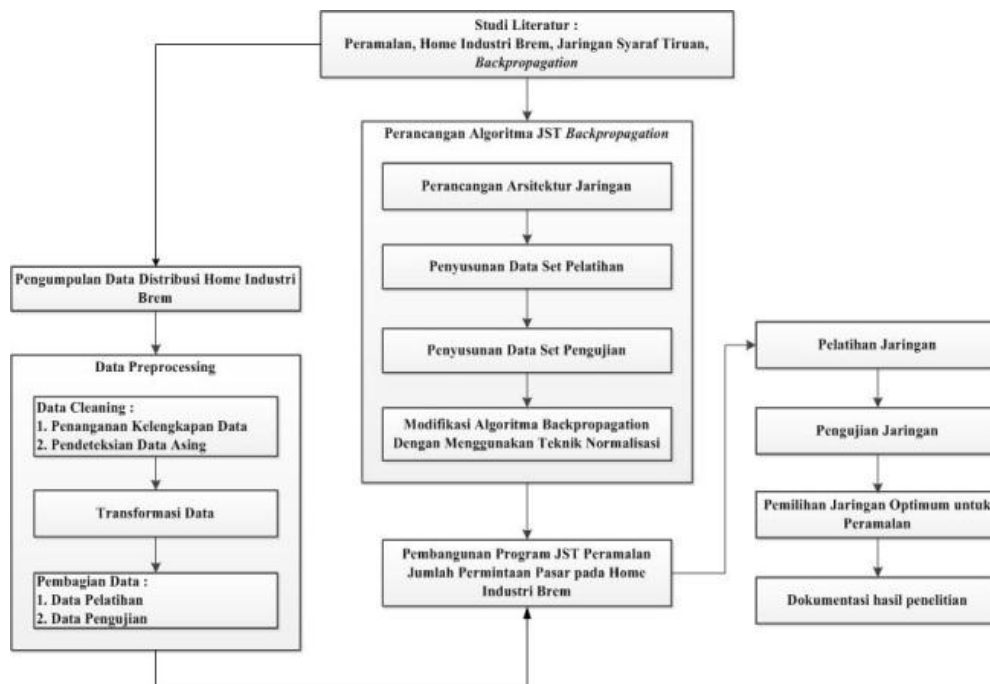 Studi Literatur :
Peramalan, Home Industri Brem, Jaringan Syaraf Tiruan,
Backpropagation
Perancangan Algoritma JST Backpropagation
Perancangan Arsitektur Jaringan
Penyusunan Data Set Pelatihan
Penyusunan Data Set Pengujian
Modifikasi Algoritma Backpropagation
Dengan Menggunakan Teknik Normalisasi
Pengumpulan Data Distribusi Home Industri
Brem
Data Preprocessing
Data Cleaning :
1. Penanganan Kelengkapan Data
2. Pendeteksian Data Asing
Transformasi Data
Pembagian Data :
1. Data Pelatihan
2. Data Pengujian
Pembangunan Program JST Peramalan
Jumlah Permintaan Pasar pada Home
Industri Brem
Pelatihan Jaringan
Pengujian Jaringan
Pemilihan Jaringan Optimum untuk
Peramalan
Dokumentasi hasil penelitian